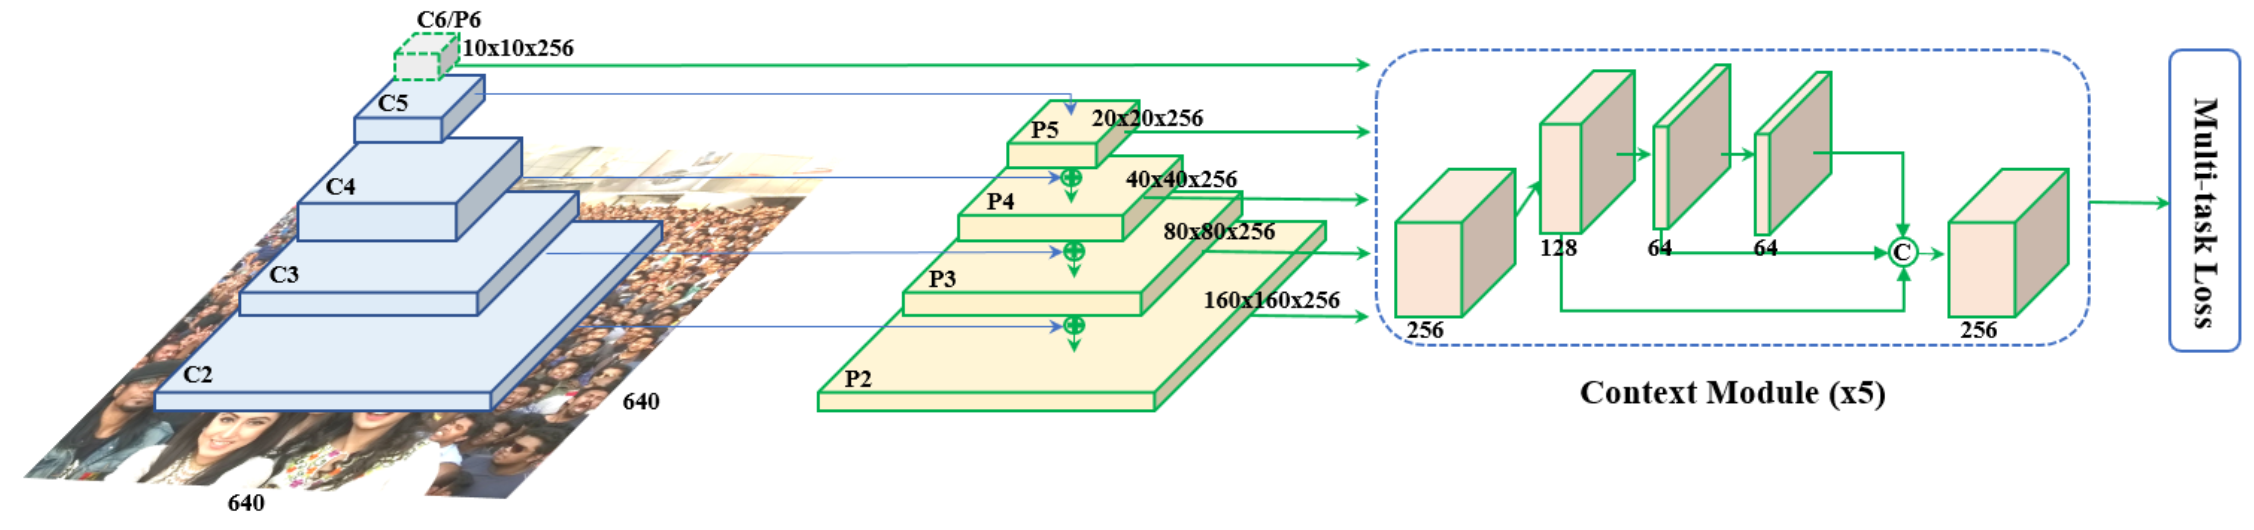 C6/P6
10x10x256
C5
C4
C3
C2
640
640
P5
20x20x256
P4
40x40x256
P3
80x80x256
P2
160x160x256
256
128
64
64
C
256
Context Module (x5)
Multi-task Loss